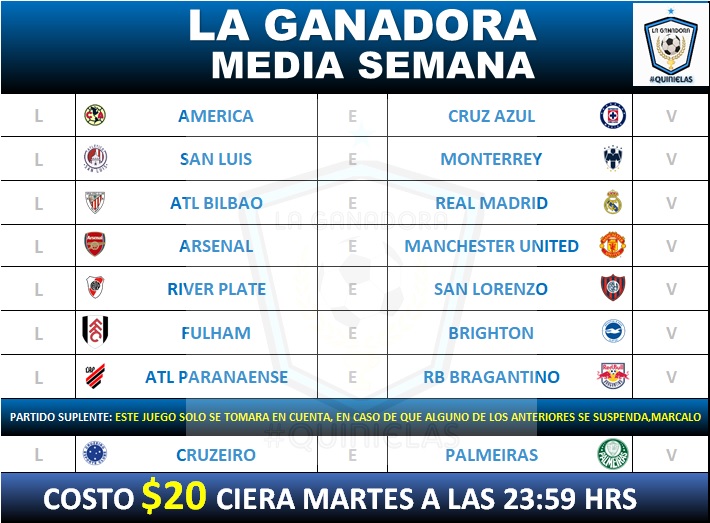 LA GANADORA
MEDIA SEMANA
LA GANADORA
#QUINIELAS
L AMERICA E CRUZ AZUL V
L SAN LUIS E MONTERREY V
L ATL BILBAO E REAL MADRID V
LA GANADORA
L ARSENAL E MANCHESTER UNITED V
L RIVER PLATE E SAN LORENZO V
L FULHAM E BRIGHTON V
L ATL PARANAENSE E RB BRAGANTINO V
PARTIDO SUPLENTE: ESTE JUEGO SOLO SE TOMARA EN CUENTA, EN CASO DE QUE ALGUNO DE LOS ANTERIORES SE SUSPENDA,MARCALO
#QUINIELAS
L CRUZEIRO E PALMEIRAS V
COSTO $20 CIERA MARTES A LAS 23:59 HRS